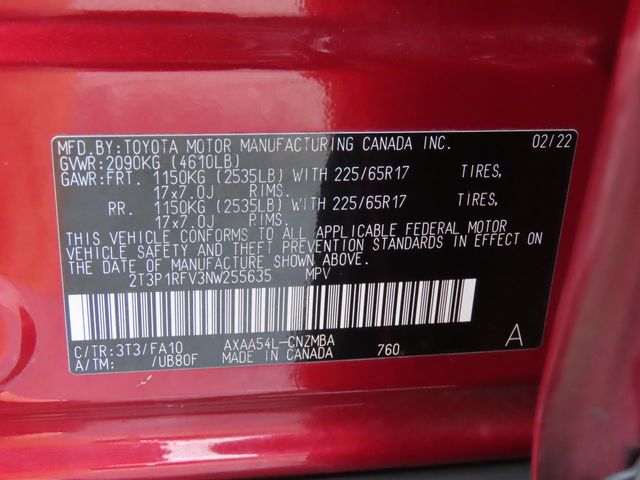 MFD.BY:TOYOTA MOTOR MANUFACTURING CANADA INC. 02/22
GVWR:2090KG (4610LB)
GAWR:FRT. 1150KG (2535LB) WITH 225/65R17 TIRES,
17x7.0J RIMS.
RR. 1150KG (2535LB) WITH 225/65R17 TIRES,
17x7.0J RIMS.
THIS VEHICLE CONFORMS TO ALL APPLICABLE FEDERAL MOTOR
VEHICLE SAFETY AND THEFT PREVENTION STANDARDS IN EFFECT ON
THE DATE OF MANUFACTURE SHOWN ABOVE.
2T3P1RFV3NW255635 MPV
C/TR:3T3/FA10 AXAA54L-CNZMBA A
A/TM: /UB80F MADE IN CANADA 760